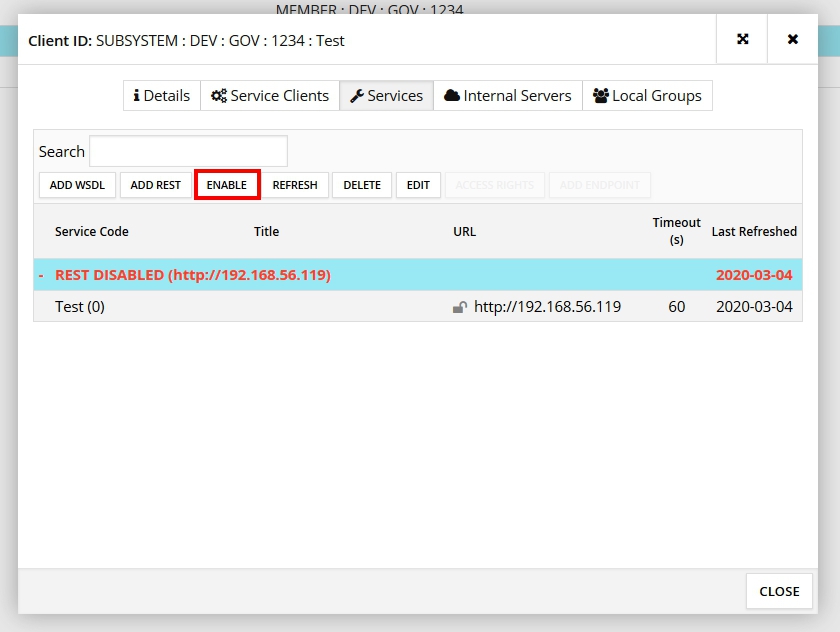 MEMBER : DEV : GOV : 1234
Client ID: SUBSYSTEM : DEV : GOV : 1234 : Test
Details Service Clients Services Internal Servers Local Groups
Search
ADD WSDL ADD REST ENABLE REFRESH DELETE EDIT ACCESS RIGHTS ADD ENDPOINT
Service Code Title URL Timeout (s) Last Refreshed
- REST DISABLED (http://192.168.56.119) 2020-03-04
Test (0) http://192.168.56.119 60 2020-03-04
CLOSE